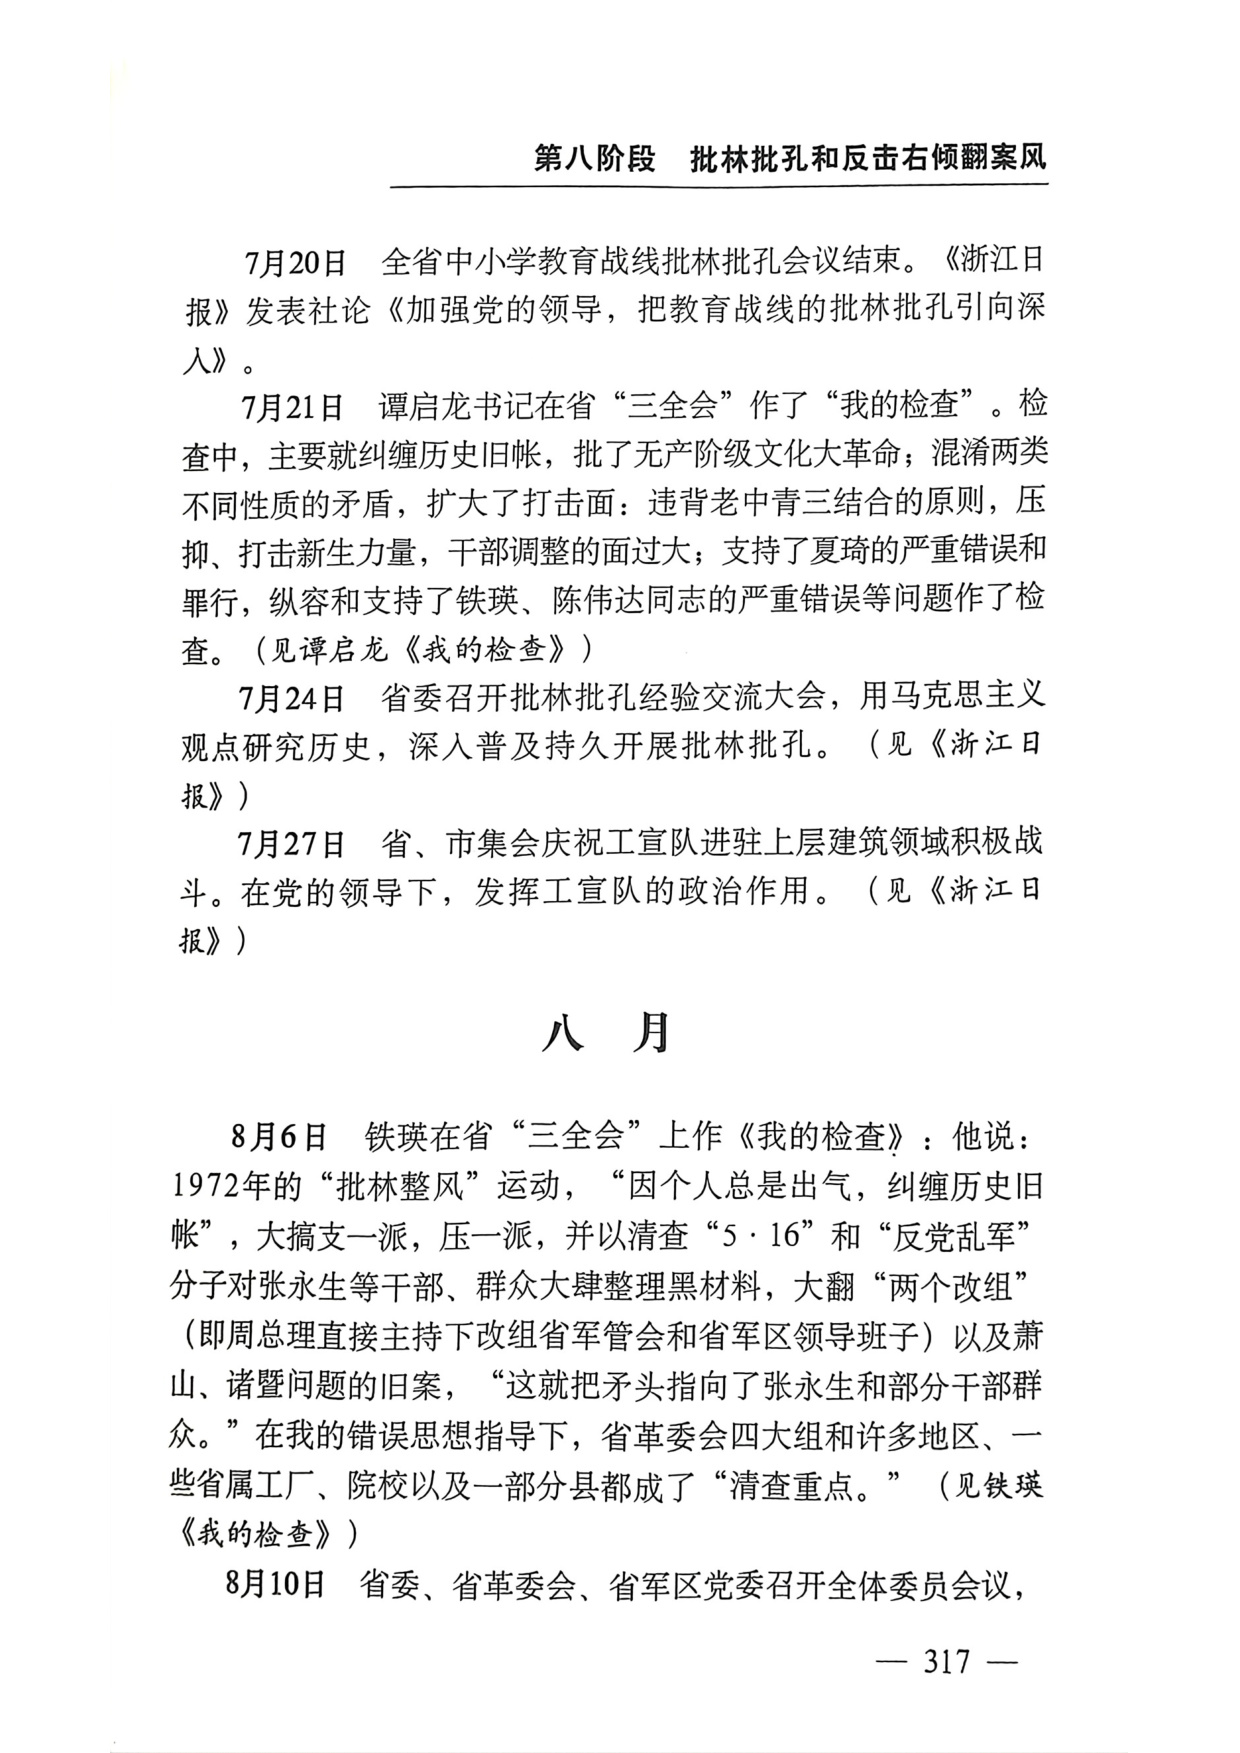 第八阶段　批林批孔和反击右倾翻案风
7月20日　全省中小学教育战线批林批孔会议结束。《浙江日
报》发表社论《加强党的领导，把教育战线的批林批孔引向深
入》。
7月21日　谭启龙书记在省“三全会”作了“我的检查”。检
查中，主要就纠缠历史旧帐，批了无产阶级文化大革命；混淆两类
不同性质的矛盾，扩大了打击面：违背老中青三结合的原则，压
抑、打击新生力量，干部调整的面过大；支持了夏琦的严重错误和
罪行，纵容和支持了铁瑛、陈伟达同志的严重错误等问题作了检
查。（见谭启龙《我的检查》）
7月24日　省委召开批林批孔经验交流大会，用马克思主义
观点研究历史，深入普及持久开展批林批孔。（见《浙江日
报》）
7月27日　省、市集会庆祝工宣队进驻上层建筑领域积极战
斗。在党的领导下，发挥工宣队的政治作用。（见《浙江日
报》）
八　月
8月6日　铁瑛在省“三全会”上作《我的检查》：他说：
1972年的“批林整风”运动，“因个人总是出气，纠缠历史旧
帐”，大搞支一派，压一派，并以清查“5·16”和“反党乱军”
分子对张永生等干部、群众大肆整理黑材料，大翻“两个改组”
（即周总理直接主持下改组省军管会和省军区领导班子）以及萧
山、诸暨问题的旧案，“这就把矛头指向了张永生和部分干部群
众。”在我的错误思想指导下，省革委会四大组和许多地区、一
些省属工厂、院校以及一部分县都成了“清查重点。”（见铁瑛
《我的检查》）
8月10日　省委、省革委会、省军区党委召开全体委员会议，
— 317 —